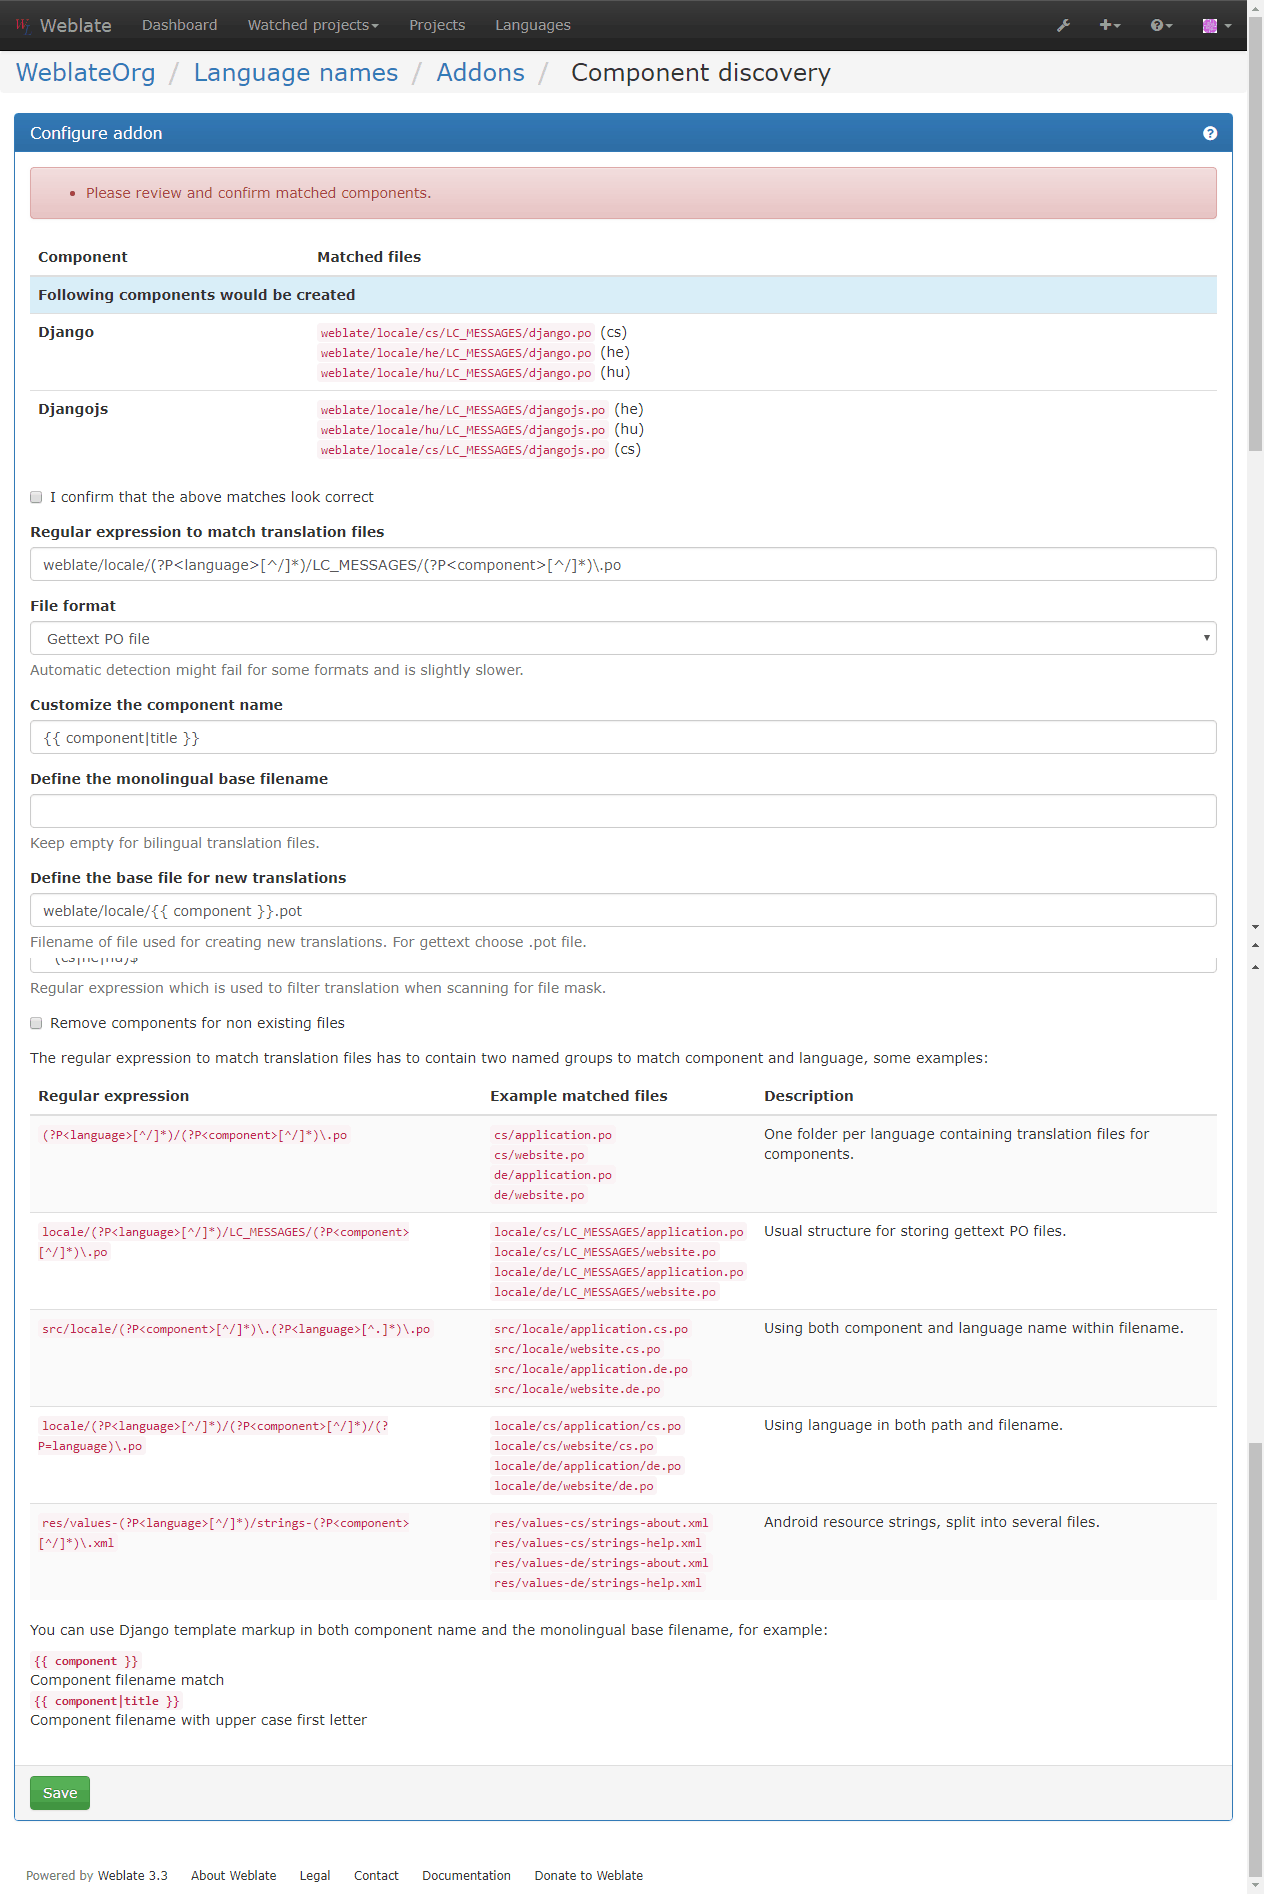 Weblate Dashboard Watched projects Projects Languages
WeblateOrg / Language names / Addons / Component discovery
Configure addon
Please review and confirm matched components.
Component Matched files
Following components would be created
Django weblate/locale/cs/LC_MESSAGES/django.po (cs)
weblate/locale/he/LC_MESSAGES/django.po (he)
weblate/locale/hu/LC_MESSAGES/django.po (hu)
Djangojs weblate/locale/he/LC_MESSAGES/djangojs.po (he)
weblate/locale/hu/LC_MESSAGES/djangojs.po (hu)
weblate/locale/cs/LC_MESSAGES/djangojs.po (cs)
I confirm that the above matches look correct
Regular expression to match translation files
weblate/locale/(?P<language>[^/]*)/LC_MESSAGES/(?P<component>[^/]*)\.po
File format
Gettext PO file
Automatic detection might fail for some formats and is slightly slower.
Customize the component name
{{ component|title }}
Define the monolingual base filename
Keep empty for bilingual translation files.
Define the base file for new translations
weblate/locale/{{ component }}.pot
Filename of file used for creating new translations. For gettext choose .pot file.
Regular expression which is used to filter translation when scanning for file mask.
Remove components for non existing files
The regular expression to match translation files has to contain two named groups to match component and language, some examples:
Regular expression Example matched files Description
(?P<language>[^/]*)/(?P<component>[^/]*)\.po cs/application.po One folder per language containing translation files for
cs/website.po components.
de/application.po
de/website.po
locale/(?P<language>[^/]*)/LC_MESSAGES/(?P<component> locale/cs/LC_MESSAGES/application.po Usual structure for storing gettext PO files.
[^/]*)\.po locale/cs/LC_MESSAGES/website.po
locale/de/LC_MESSAGES/application.po
locale/de/LC_MESSAGES/website.po
src/locale/(?P<component>[^/]*)\.(?P<language>[^.]*)\.po src/locale/application.cs.po Using both component and language name within filename.
src/locale/website.cs.po
src/locale/application.de.po
src/locale/website.de.po
locale/(?P<language>[^/]*)/(?P<component>[^/]*)/(? locale/cs/application/cs.po Using language in both path and filename.
P=language)\.po locale/cs/website/cs.po
locale/de/application/de.po
locale/de/website/de.po
res/values-(?P<language>[^/]*)/strings-(?P<component> res/values-cs/strings-about.xml Android resource strings, split into several files.
[^/]*)\.xml res/values-cs/strings-help.xml
res/values-de/strings-about.xml
res/values-de/strings-help.xml
You can use Django template markup in both component name and the monolingual base filename, for example:
{{ component }}
Component filename match
{{ component|title }}
Component filename with upper case first letter
Save
Powered by Weblate 3.3 About Weblate Legal Contact Documentation Donate to Weblate